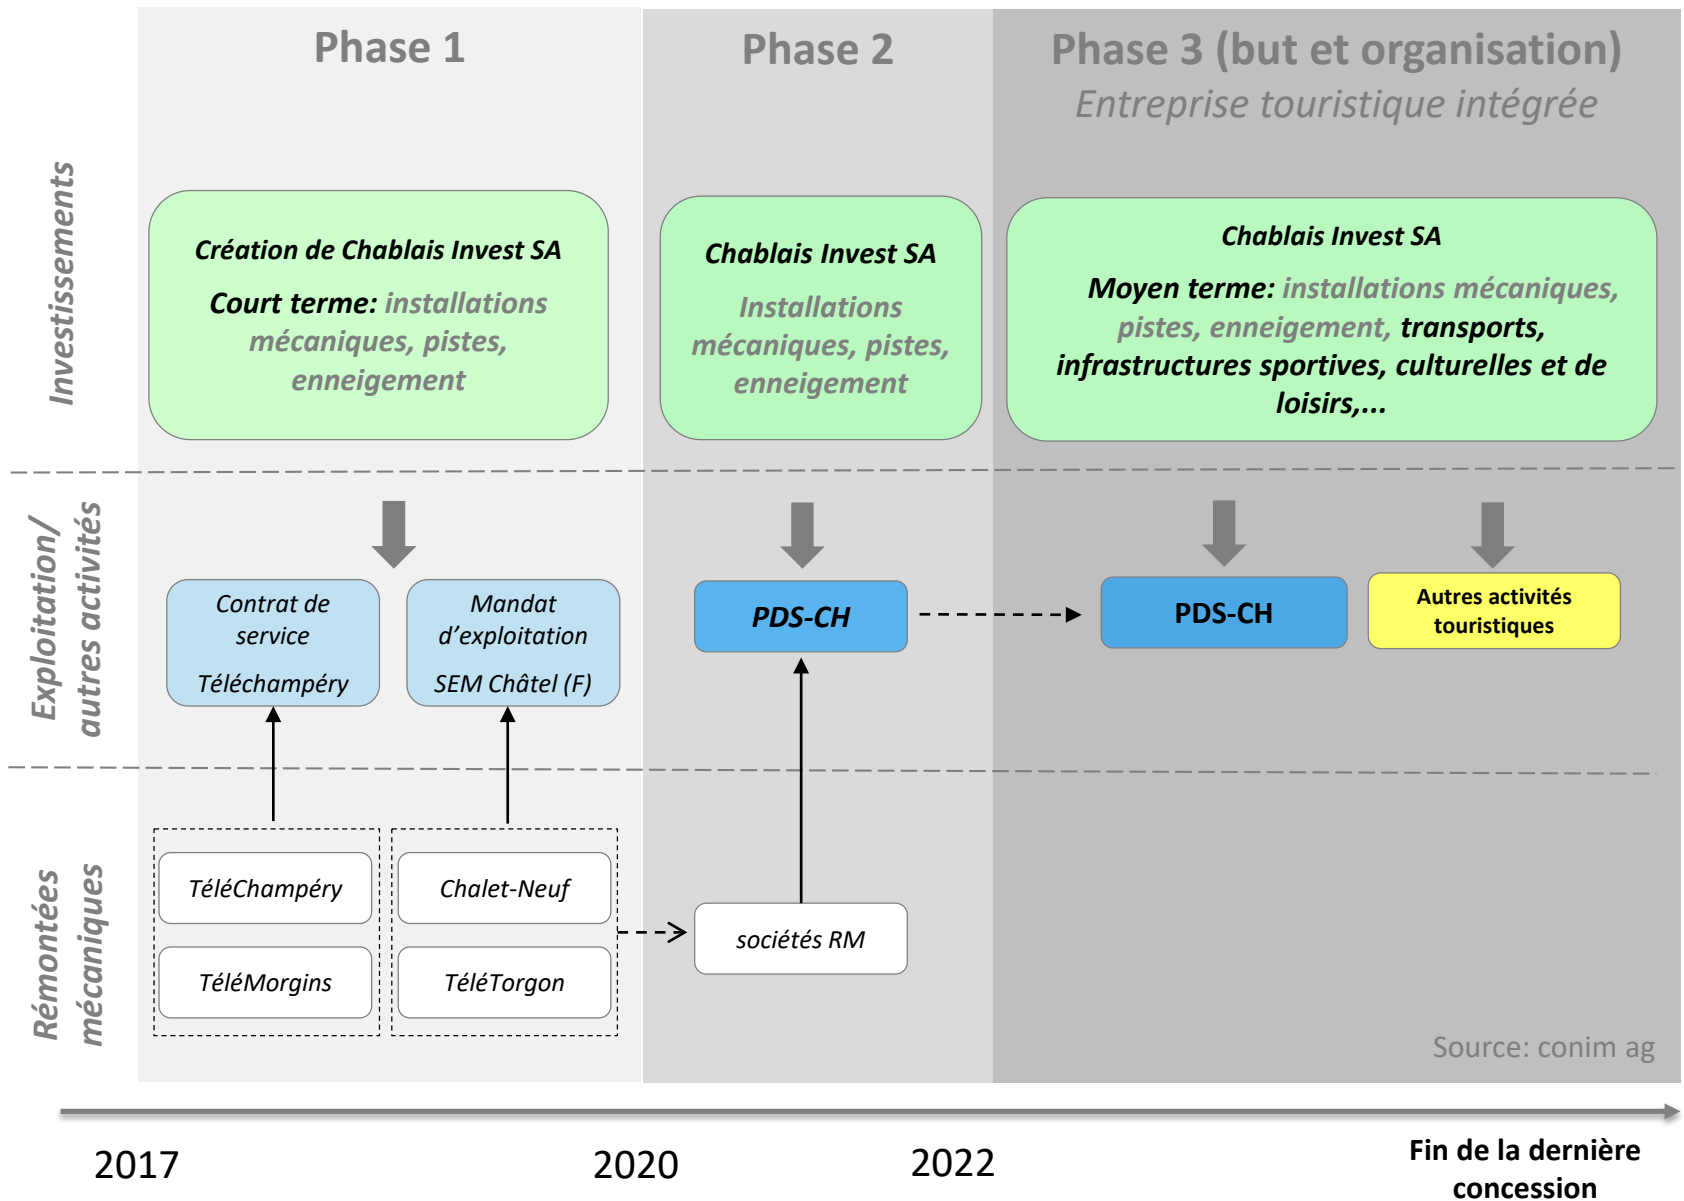 Phase 1
Phase 2
Phase 3 (but et organisation)
Entreprise touristique intégrée
Investissements
Création de Chablais Invest SA
Court terme: installations
mécaniques, pistes,
enneigement
Chablais Invest SA
Installations
mécaniques, pistes,
enneigement
Chablais Invest SA
Moyen terme: installations mécaniques,
pistes, enneigement, transports,
infrastructures sportives, culturelles et de
loisirs,...
Exploitation/
autres activités
Contrat de
service
Téléchampéry
Mandat
d'exploitation
SEM Châtel (F)
PDS-CH
PDS-CH
Autres activités
touristiques
Rémontées
mécaniques
TéléChampéry
TéléMorgins
Chalet-Neuf
TéléTorgon
sociétés RM
Source: conim ag
2017
2020
2022
Fin de la dernière
concession